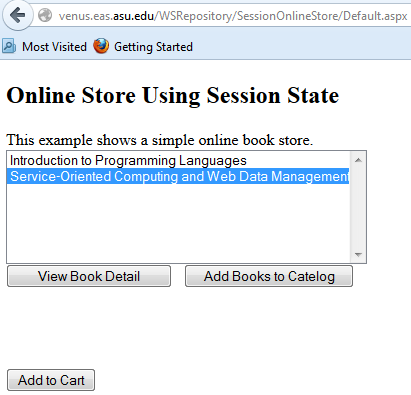 venus.eas.asu.edu/WSRepository/SessionOnlineStore/Default.aspx
Most Visited Getting Started
Online Store Using Session State
This example shows a simple online book store.
Introduction to Programming Languages
Service-Oriented Computing and Web Data Management
View Book Detail Add Books to Catelog
Add to Cart